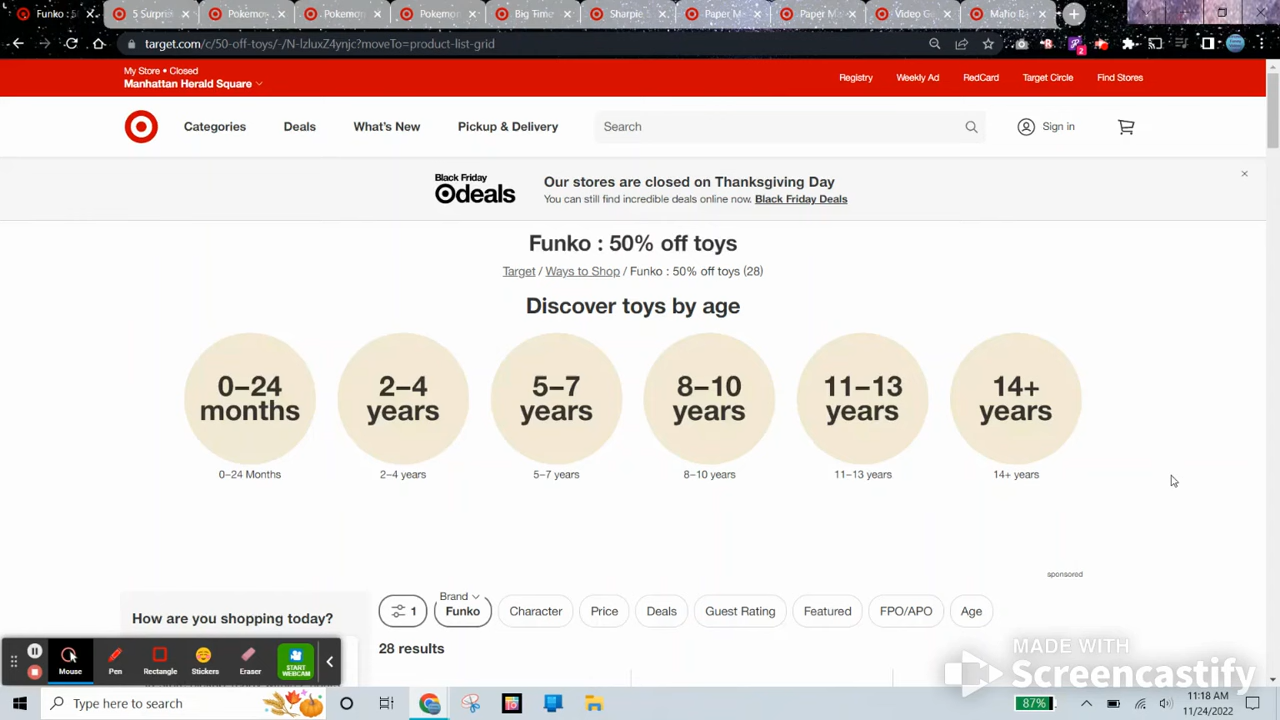 Funko : 5
5 Surpri
Pokemo
Pokemo
Pokemo
Big Time
Sharpie
Paper M
Paper M
Video G
target.com/c/50-off-toys/-/N-lzluxZ4ynjc?moveTo=product-list-grid
2
My Store • Closed
Manhattan Herald Square
Registry
Weekly Ad
RedCard
Target Circle
Find Stores
Categories
Deals
What's New
Pickup & Delivery
Search
Sign in
Black Friday
deals
Our stores are closed on Thanksgiving Day
You can still find incredible deals online now. Black Friday Deals
Funko : 50% off toys
Target / Ways to Shop / Funko : 50% off toys (28)
Discover toys by age
0–24
months
2–4
years
5–7
years
8–10
years
11–13
years
14+
years
0–24 Months
2–4 years
5–7 years
8–10 years
11–13 years
14+ years
sponsored
How are you shopping today?
1
Brand
Funko
Character
Price
Deals
Guest Rating
Featured
FPO/APO
Age
28 results
Mouse
Pen
Rectangle
Stickers
Eraser
START
WEBCAM
MADE WITH
Screencastify
Type here to search
87%
11:18 AM
11/24/2022